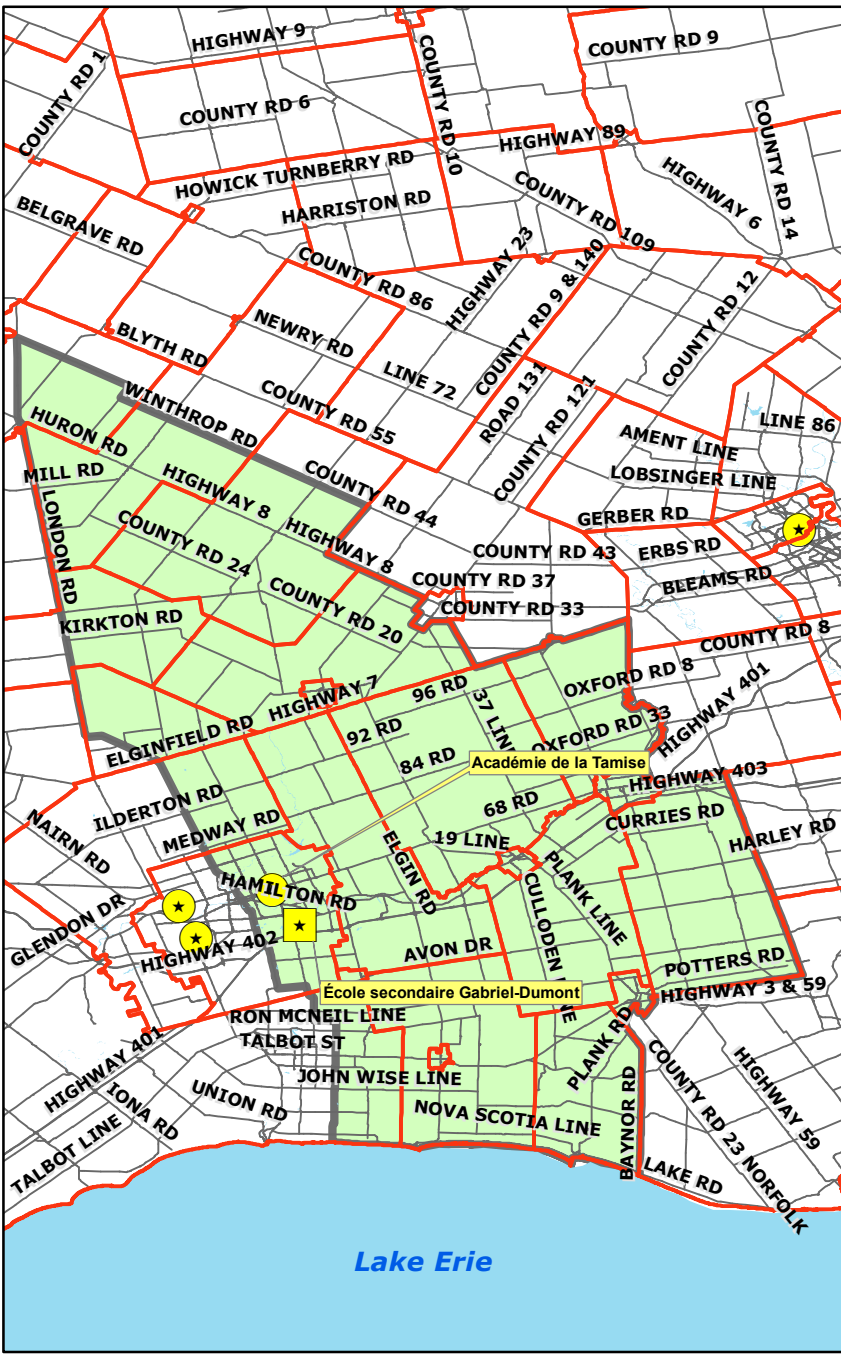 HIGHWAY 9
COUNTY RD 9
COUNTY RD 1
COUNTY RD 6
COUNTY RD 10
HIGHWAY 89
COUNTY RD 14
HOWICK TURNBERRY RD
HIGHWAY 6
HARRISTON RD
COUNTY RD 109
BELGRAVE RD
HIGHWAY 23
COUNTY RD 86
COUNTY RD 9 & 140
COUNTY RD 12
BLYTH RD
NEWRY RD
LINE 72
ROAD 131
COUNTY RD 121
WINTHROP RD
COUNTY RD 55
LINE 86
AMENT LINE
HURON RD
MILL RD
LOBSINGER LINE
HIGHWAY 8
COUNTY RD 44
LONDON RD
GERBER RD
COUNTY RD 24
HIGHWAY 8
COUNTY RD 43
ERBS RD
BLEAMS RD
COUNTY RD 37
COUNTY RD 33
COUNTY RD 20
KIRKTON RD
COUNTY RD 8
OXFORD RD 8
HIGHWAY 401
HIGHWAY 7
96 RD
37 LINE
OXFORD RD 33
ELGINFIELD RD
92 RD
84 RD
Académie de la Tamise
HIGHWAY 403
ILDERTON RD
68 RD
CURRIES RD
MEDWAY RD
19 LINE
HARLEY RD
NAIRN RD
ELGIN RD
PLANK LINE
HAMILTON RD
CULLODEN LINE
GLENDON DR
HIGHWAY 402
AVON DR
POTTERS RD
École secondaire Gabriel-Dumont
HIGHWAY 3 & 59
RON MCNEIL LINE
TALBOT ST
HIGHWAY 401
PLANK RD
JOHN WISE LINE
IONA RD
UNION RD
NOVA SCOTIA LINE
BAYNOR RD
COUNTY RD 23
HIGHWAY 59
TALBOT LINE
LAKE RD
NORFOLK
Lake Erie